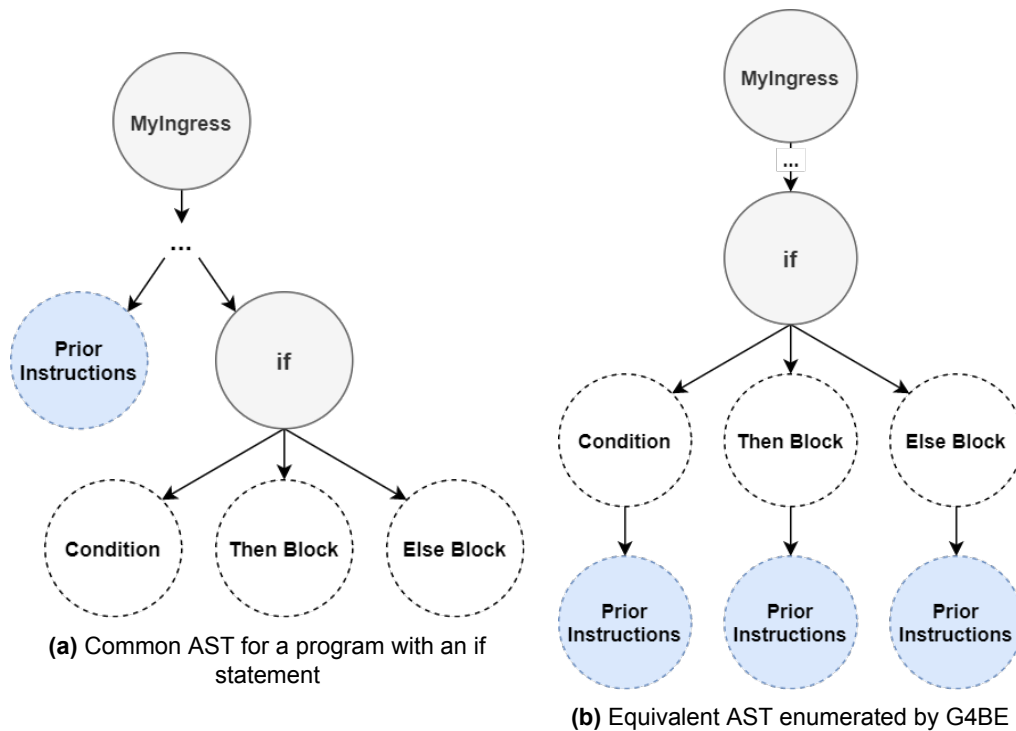 MyIngress
...
Prior
Instructions
if
Condition
Then Block
Else Block
(a) Common AST for a program with an if
statement
MyIngress
...
if
Condition
Then Block
Else Block
Prior
Instructions
Prior
Instructions
Prior
Instructions
(b) Equivalent AST enumerated by G4BE